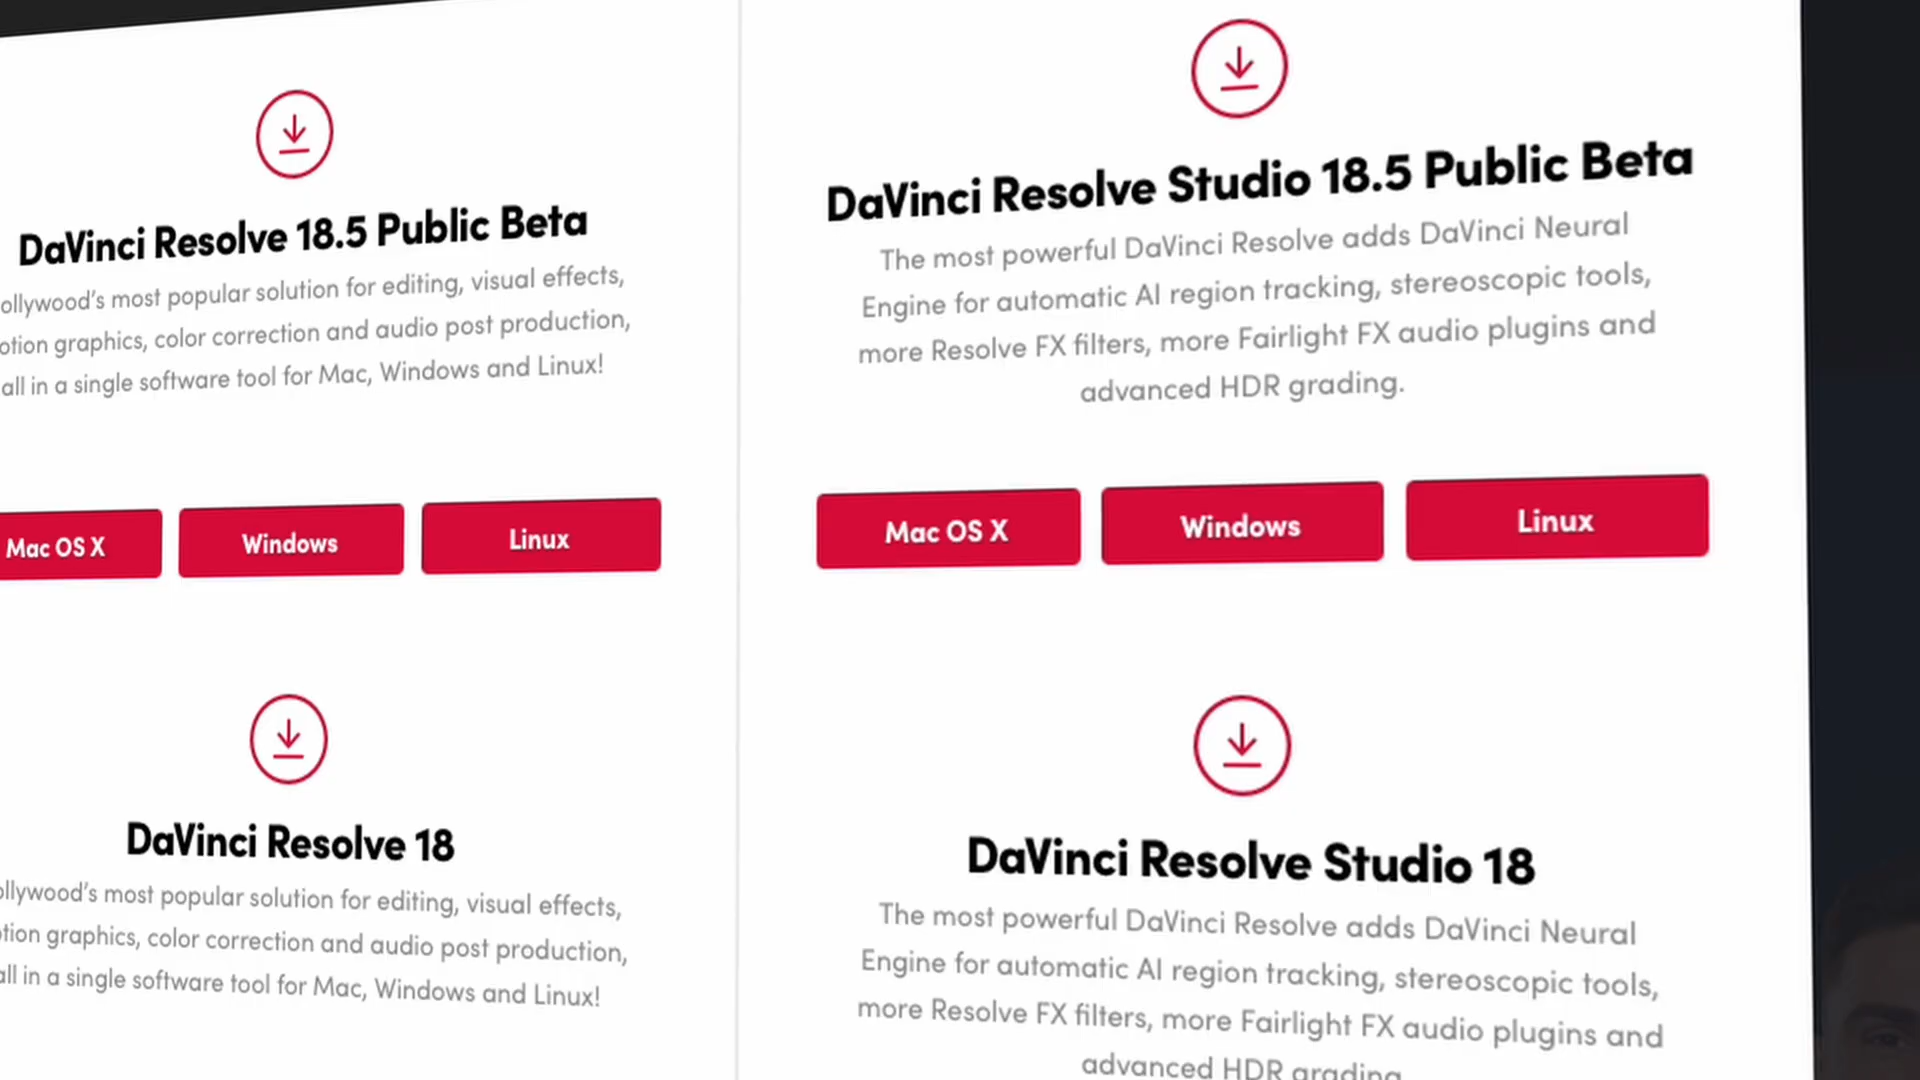 DaVinci Resolve 18.5 Public Beta
most popular solution for editing, visual effects,
graphics, color correction and audio post production,
all in a single software tool for Mac, Windows and Linux!
Mac OS X
Windows
Linux
DaVinci Resolve Studio 18.5 Public Beta
The most powerful DaVinci Resolve adds DaVinci Neural
Engine for automatic AI region tracking, stereoscopic tools,
more Resolve FX filters, more Fairlight FX audio plugins and
advanced HDR grading.
Mac OS X
Windows
Linux
DaVinci Resolve 18
most popular solution for editing, visual effects,
graphics, color correction and audio post production,
in a single software tool for Mac, Windows and Linux!
DaVinci Resolve Studio 18
The most powerful DaVinci Resolve adds DaVinci Neural
Engine for automatic AI region tracking, stereoscopic tools,
more Resolve FX filters, more Fairlight FX audio plugins and
advanced HDR grading